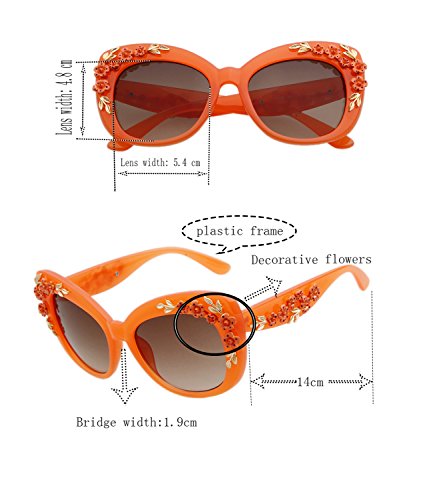 Lens width: 4.8 cm
Lens width: 5.4 cm
plastic frame
Decorative flowers
14cm
Bridge width:1.9cm